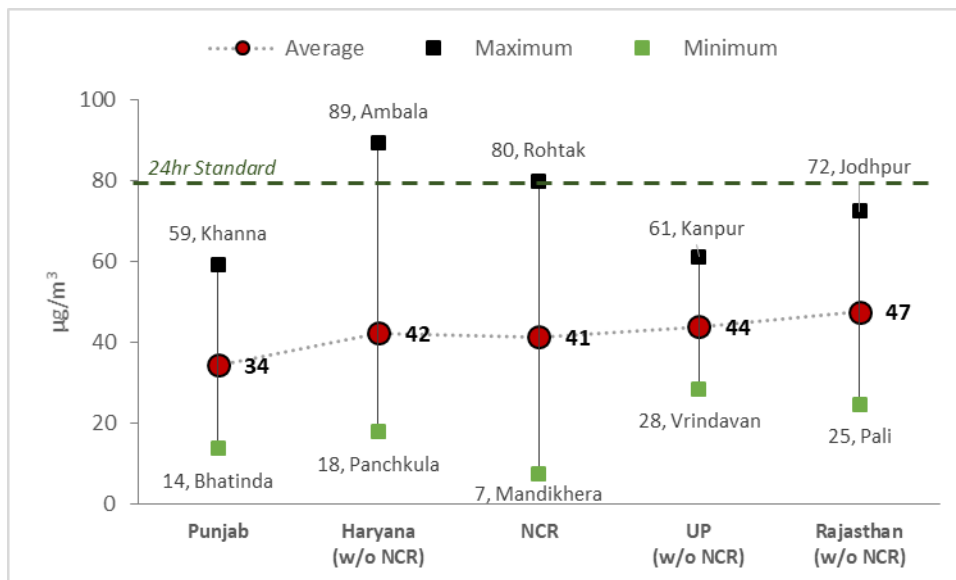 Average Maximum Minimum
100
80
60
40
20
0
µg/m³
24hr Standard
59, Khanna
34
14, Bhatinda
89, Ambala
42
18, Panchkula
80, Rohtak
41
7, Mandikhera
61, Kanpur
44
28, Vrindavan
72, Jodhpur
47
25, Pali
Punjab
Haryana
(w/o NCR)
NCR
UP
(w/o NCR)
Rajasthan
(w/o NCR)